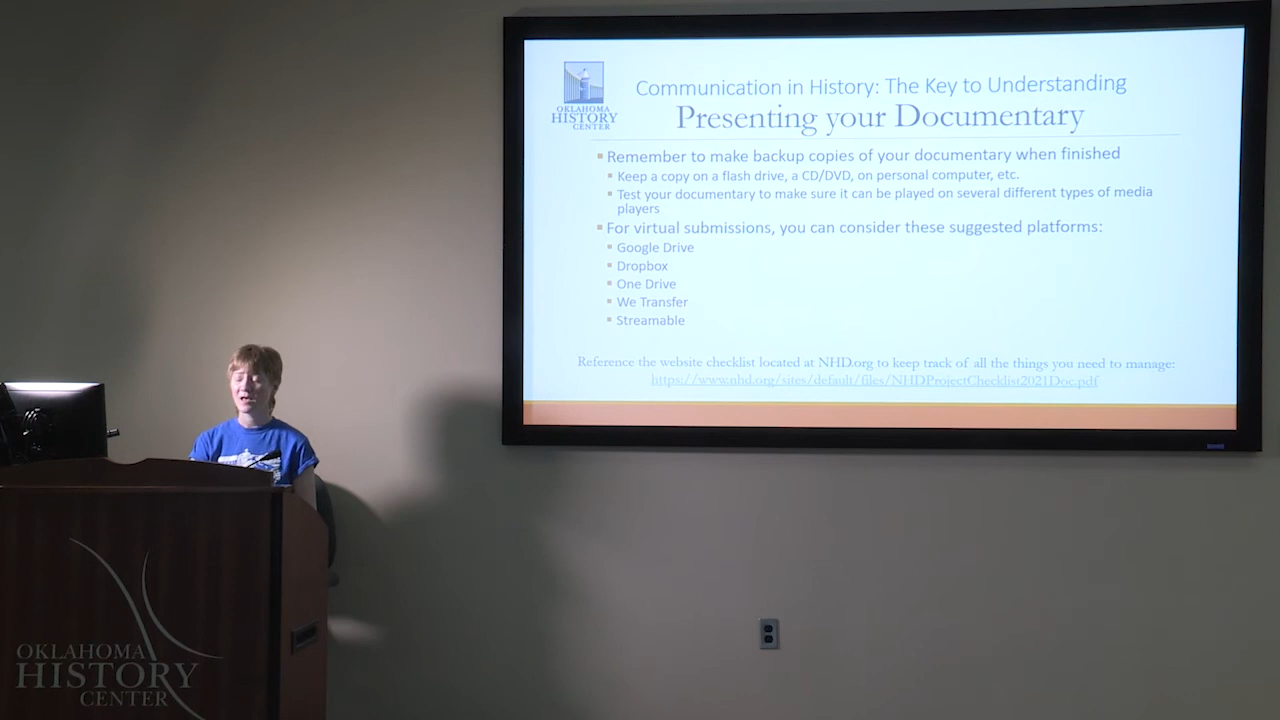 Communication in History: The Key to Understanding
Presenting your Documentary
OKLAHOMA
HISTORY
CENTER
▪ Remember to make backup copies of your documentary when finished
▪ Keep a copy on a flash drive, a CD/DVD, on personal computer, etc.
▪ Test your documentary to make sure it can be played on several different types of media
players
▪ For virtual submissions, you can consider these suggested platforms:
▪ Google Drive
▪ Dropbox
▪ One Drive
▪ We Transfer
▪ Streamable
Reference the website checklist located at NHD.org to keep track of all the things you need to manage:
https://www.nhd.org/sites/default/files/NHDProjectChecklist2021Doc.pdf
OKLAHOMA
HISTORY
CENTER